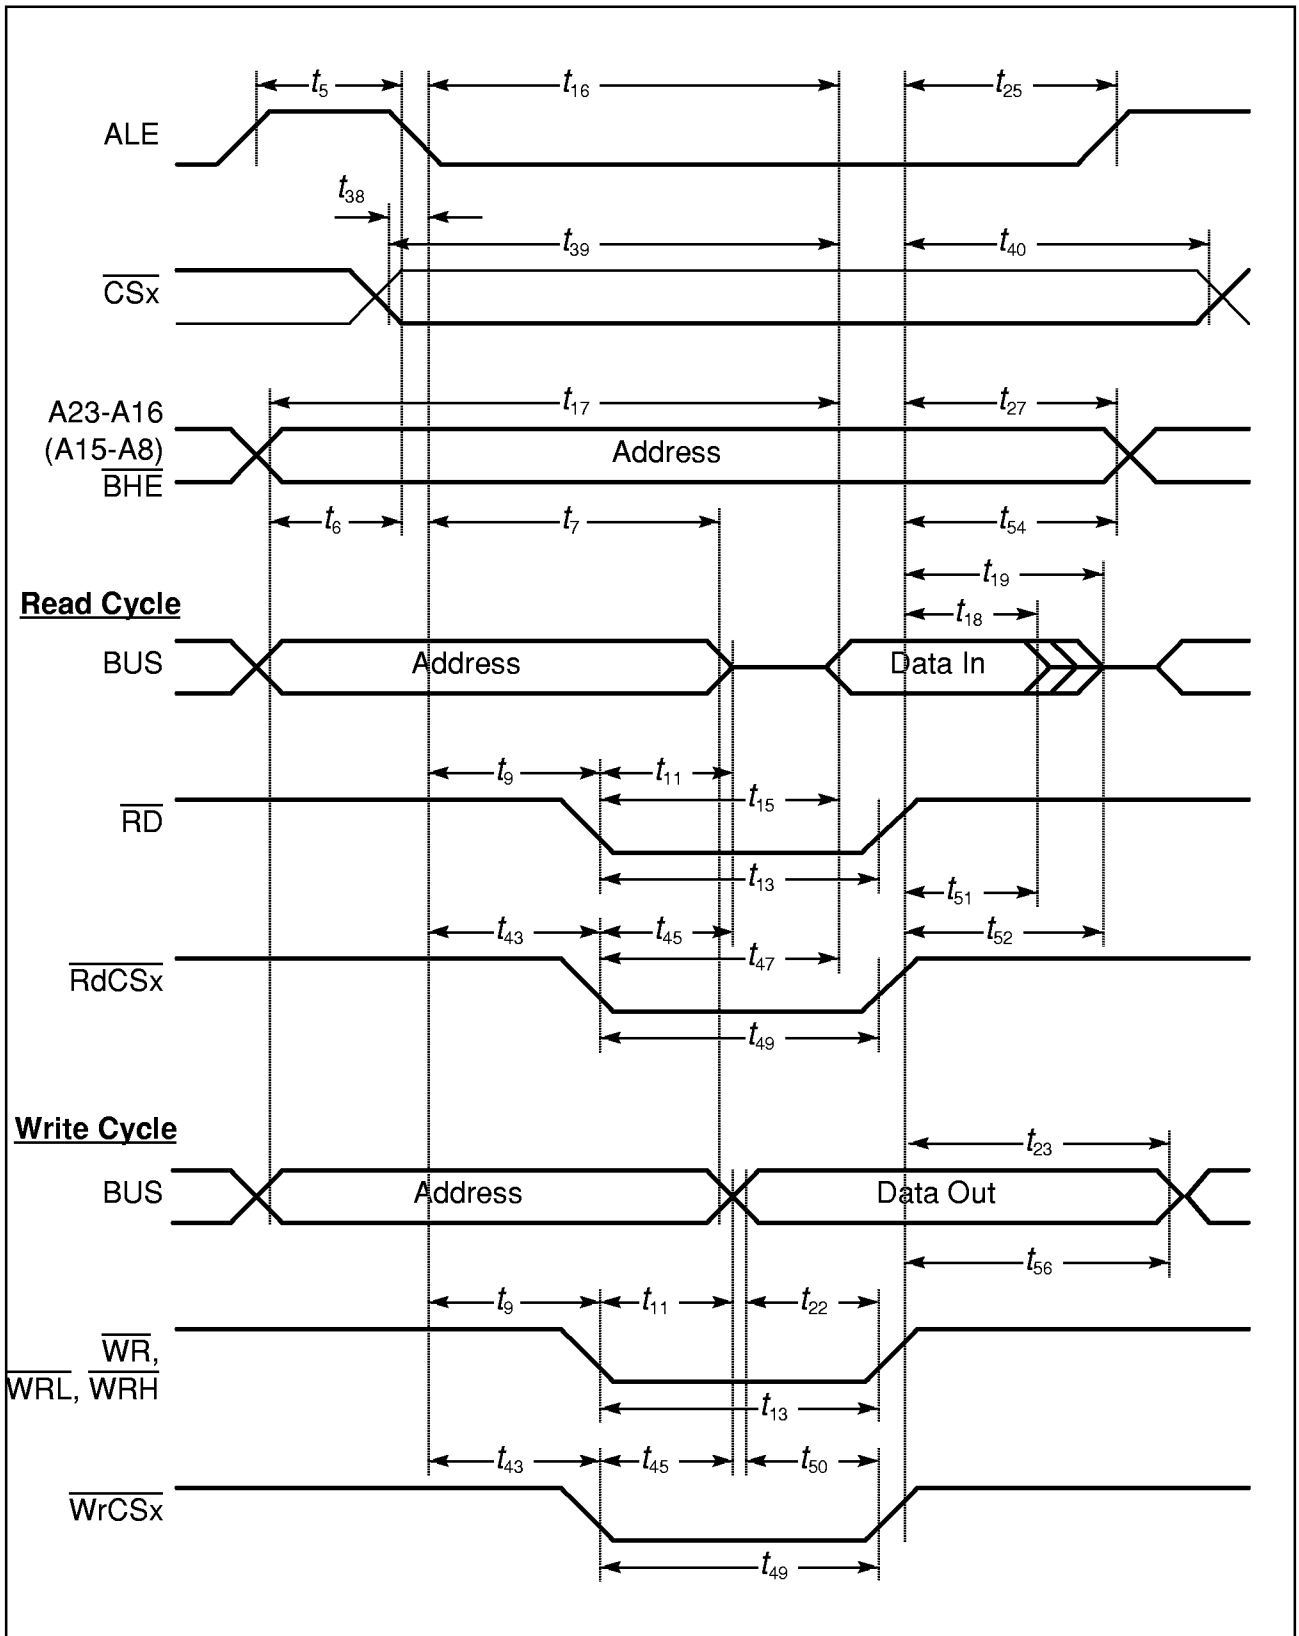 t5 t16 t25
ALE
t38
t39 t40
CSx
t17 t27
A23-A16
(A15-A8) Address
BHE
t6 t7 t54
t19
Read Cycle
t18
BUS Address Data In
t9 t11
t15
RD
t13 t51
t43 t45 t52
t47
RdCSx
t49
Write Cycle
t23
BUS Address Data Out
t56
t9 t11 t22
WR,
WRL, WRH
t13
t43 t45 t50
WrCSx
t49